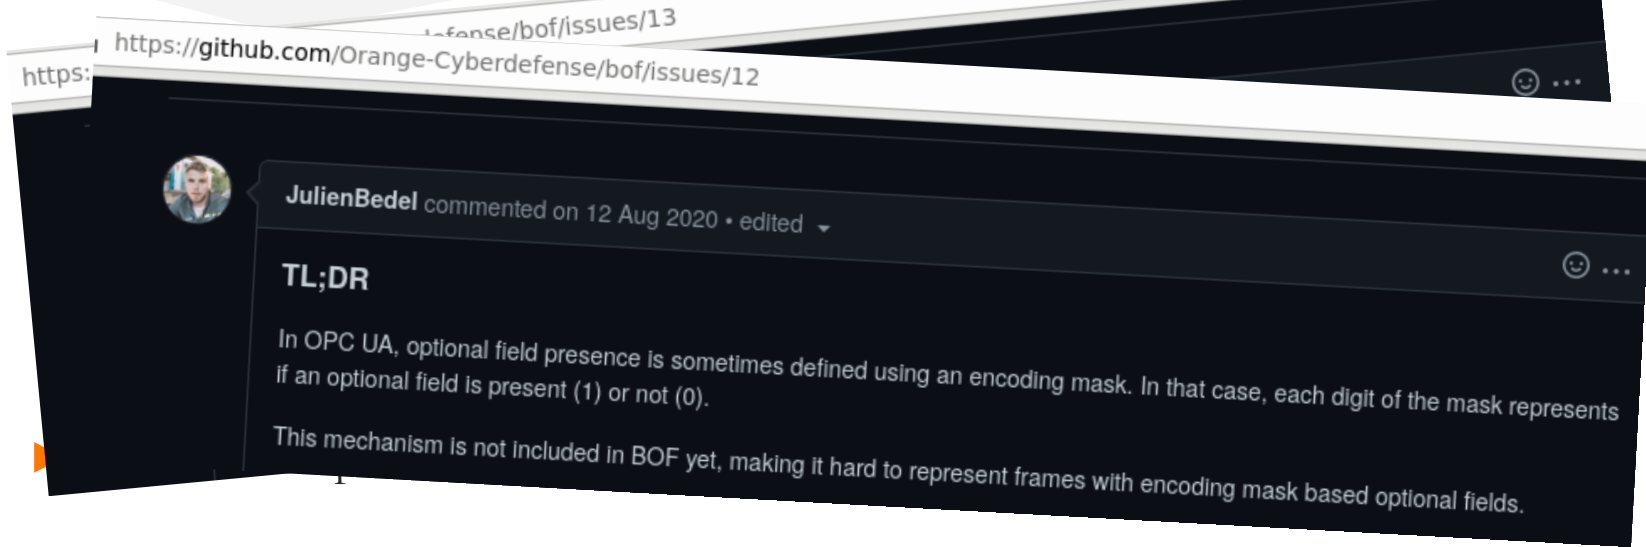 efense/bof/issues/13
https:
https://github.com/Orange-Cyberdefense/bof/issues/12
JulienBedel commented on 12 Aug 2020 • edited
TL;DR
In OPC UA, optional field presence is sometimes defined using an encoding mask. In that case, each digit of the mask represents
if an optional field is present (1) or not (0).
This mechanism is not included in BOF yet, making it hard to represent frames with encoding mask based optional fields.